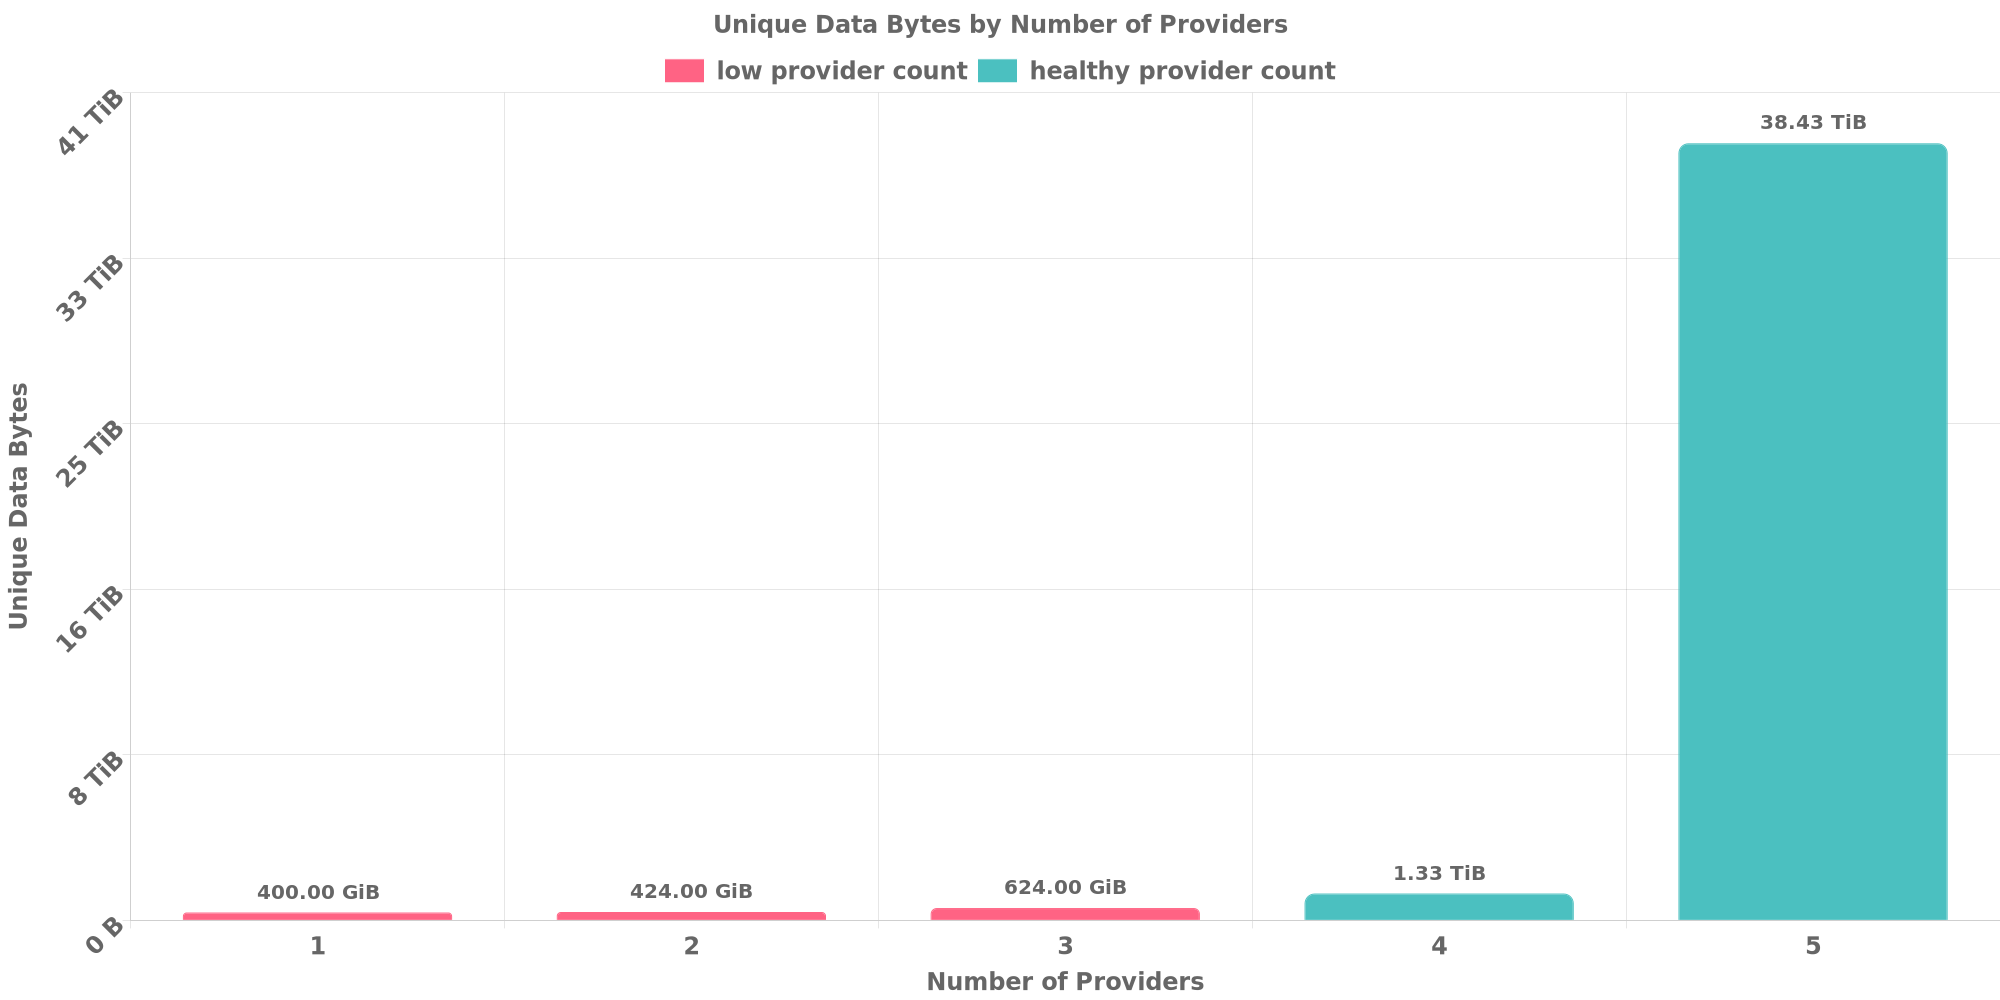 Unique Data Bytes by Number of Providers
low provider count healthy provider count
41 TiB
33 TiB
25 TiB
16 TiB
8 TiB
0 B
Unique Data Bytes
400.00 GiB
424.00 GiB
624.00 GiB
1.33 TiB
38.43 TiB
1 2 3 4 5
Number of Providers